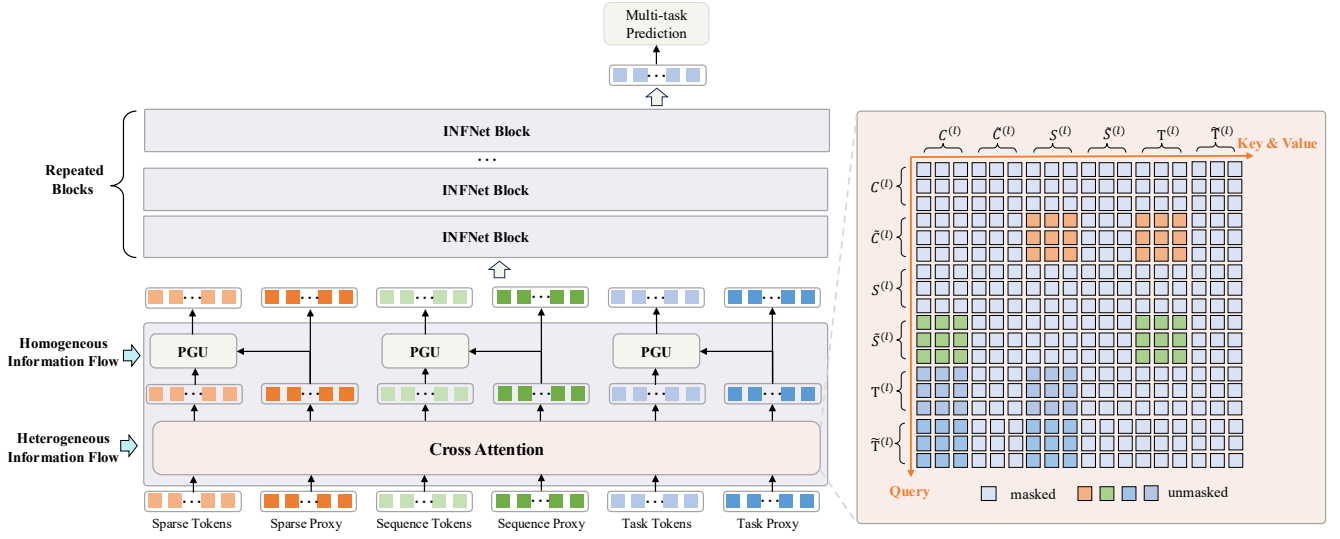 Multi-task
Prediction
INFNet Block
...
INFNet Block
INFNet Block
Repeated
Blocks
Homogeneous
Information Flow
PGU
PGU
PGU
Heterogeneous
Information Flow
Cross Attention
Sparse Tokens
Sparse Proxy
Sequence Tokens
Sequence Proxy
Task Tokens
Task Proxy
C^(l) C̃^(l) S^(l) S̃^(l) T^(l) T̃^(l)
Key & Value
C^(l)
C̃^(l)
S^(l)
S̃^(l)
T^(l)
T̃^(l)
Query
masked
unmasked